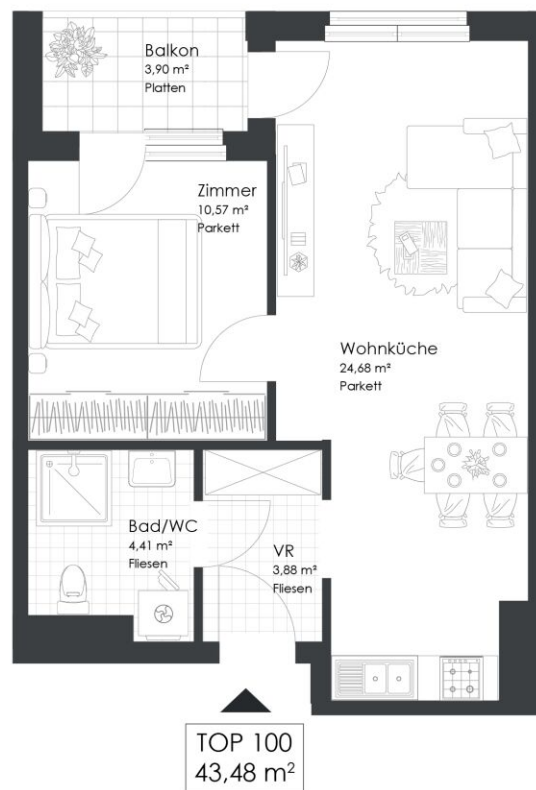 Balkon
3,90 m²
Platten
Zimmer
10,57 m²
Parkett
Wohnküche
24,68 m²
Parkett
Bad/WC
4,41 m²
Fliesen
VR
3,88 m²
Fliesen
TOP 100
43,48 m²